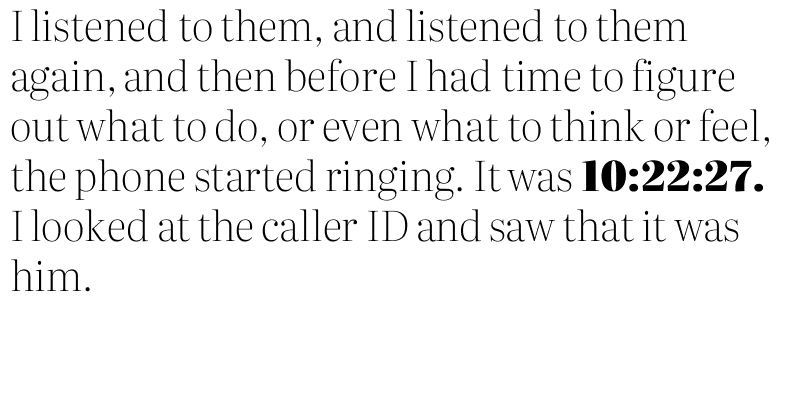 I listened to them, and listened to them
again, and then before I had time to figure
out what to do, or even what to think or feel,
the phone started ringing. It was 10:22:27.
I looked at the caller ID and saw that it was
him.